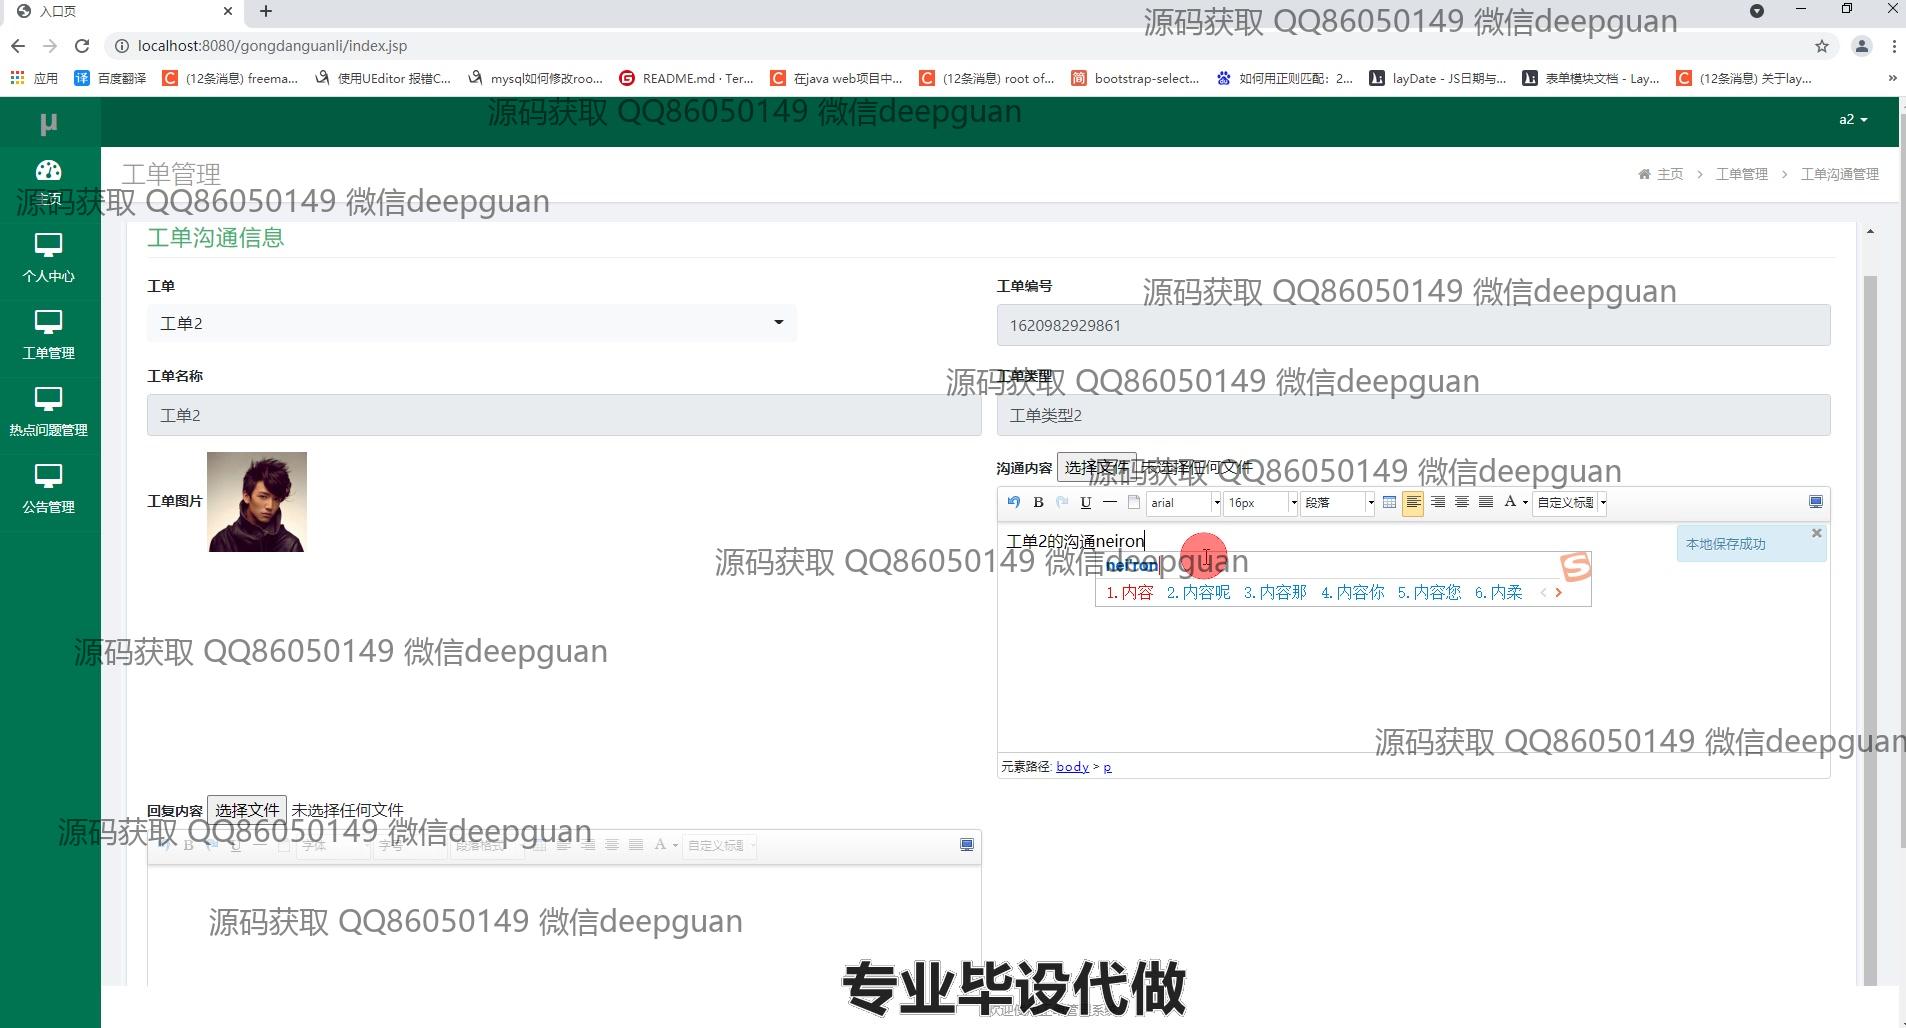 入口页
源码获取 QQ86050149 微信deepguan
localhost:8080/gongdanguanli/index.jsp
应用 百度翻译 (12条消息) freema... 使用UEditor 报错C... mysql如何修改roo... README.md · Ter... 在java web项目中... (12条消息) root of... bootstrap-select... 如何用正则匹配：2... layDate - JS日期与... 表单模块文档 - Lay... (12条消息) 关于lay... »
源码获取 QQ86050149 微信deepguan
μ a2
工单管理 主页 > 工单管理 > 工单沟通管理
主页
源码获取 QQ86050149 微信deepguan
工单沟通信息
个人中心
工单 工单编号
源码获取 QQ86050149 微信deepguan
工单2 1620982929861
工单管理
工单名称 工单类型
源码获取 QQ86050149 微信deepguan
工单2 工单类型2
热点问题管理
沟通内容 选择文件 未选择任何文件
源码获取 QQ86050149 微信deepguan
工单图片
B U arial 16px 段落 A 自定义标题
公告管理
工单2的沟通neiron
本地保存成功
源码获取 QQ86050149 微信deepguan
nei'ron
1.内容 2.内容呢 3.内容那 4.内容你 5.内容您 6.内柔
源码获取 QQ86050149 微信deepguan
源码获取 QQ86050149 微信deepguan
元素路径: body > p
回复内容 选择文件 未选择任何文件
源码获取 QQ86050149 微信deepguan
B U 字体 字号 段落格式 A 自定义标题
源码获取 QQ86050149 微信deepguan
专业毕设代做